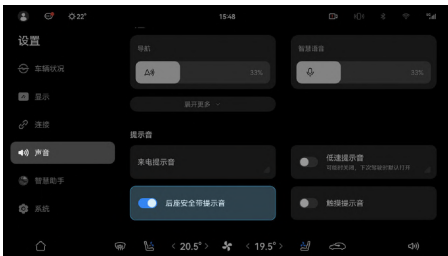 22°
15:48
设置
导航
智慧语音
车辆状况
33%
33%
显示
展开更多
连接
提示音
声音
来电提示音
低速提示音
智慧助手
后座安全带提示音
触摸提示音
系统
< 20.5° >
< 19.5° >